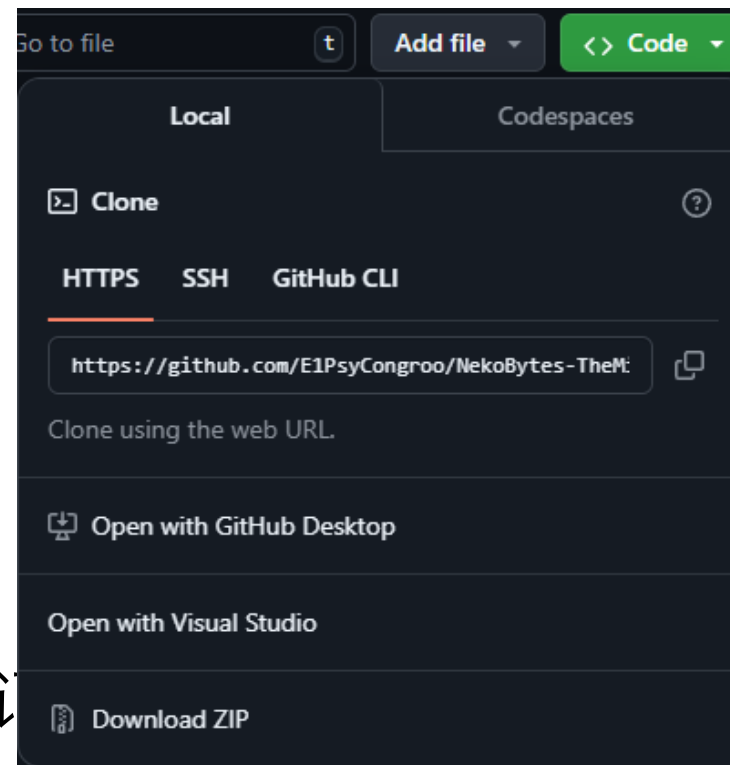 Go to file t Add file <> Code
Local Codespaces
Clone
HTTPS SSH GitHub CLI
https://github.com/E1PsyCongroo/NekoBytes-TheMi
Clone using the web URL.
Open with GitHub Desktop
Open with Visual Studio
Download ZIP